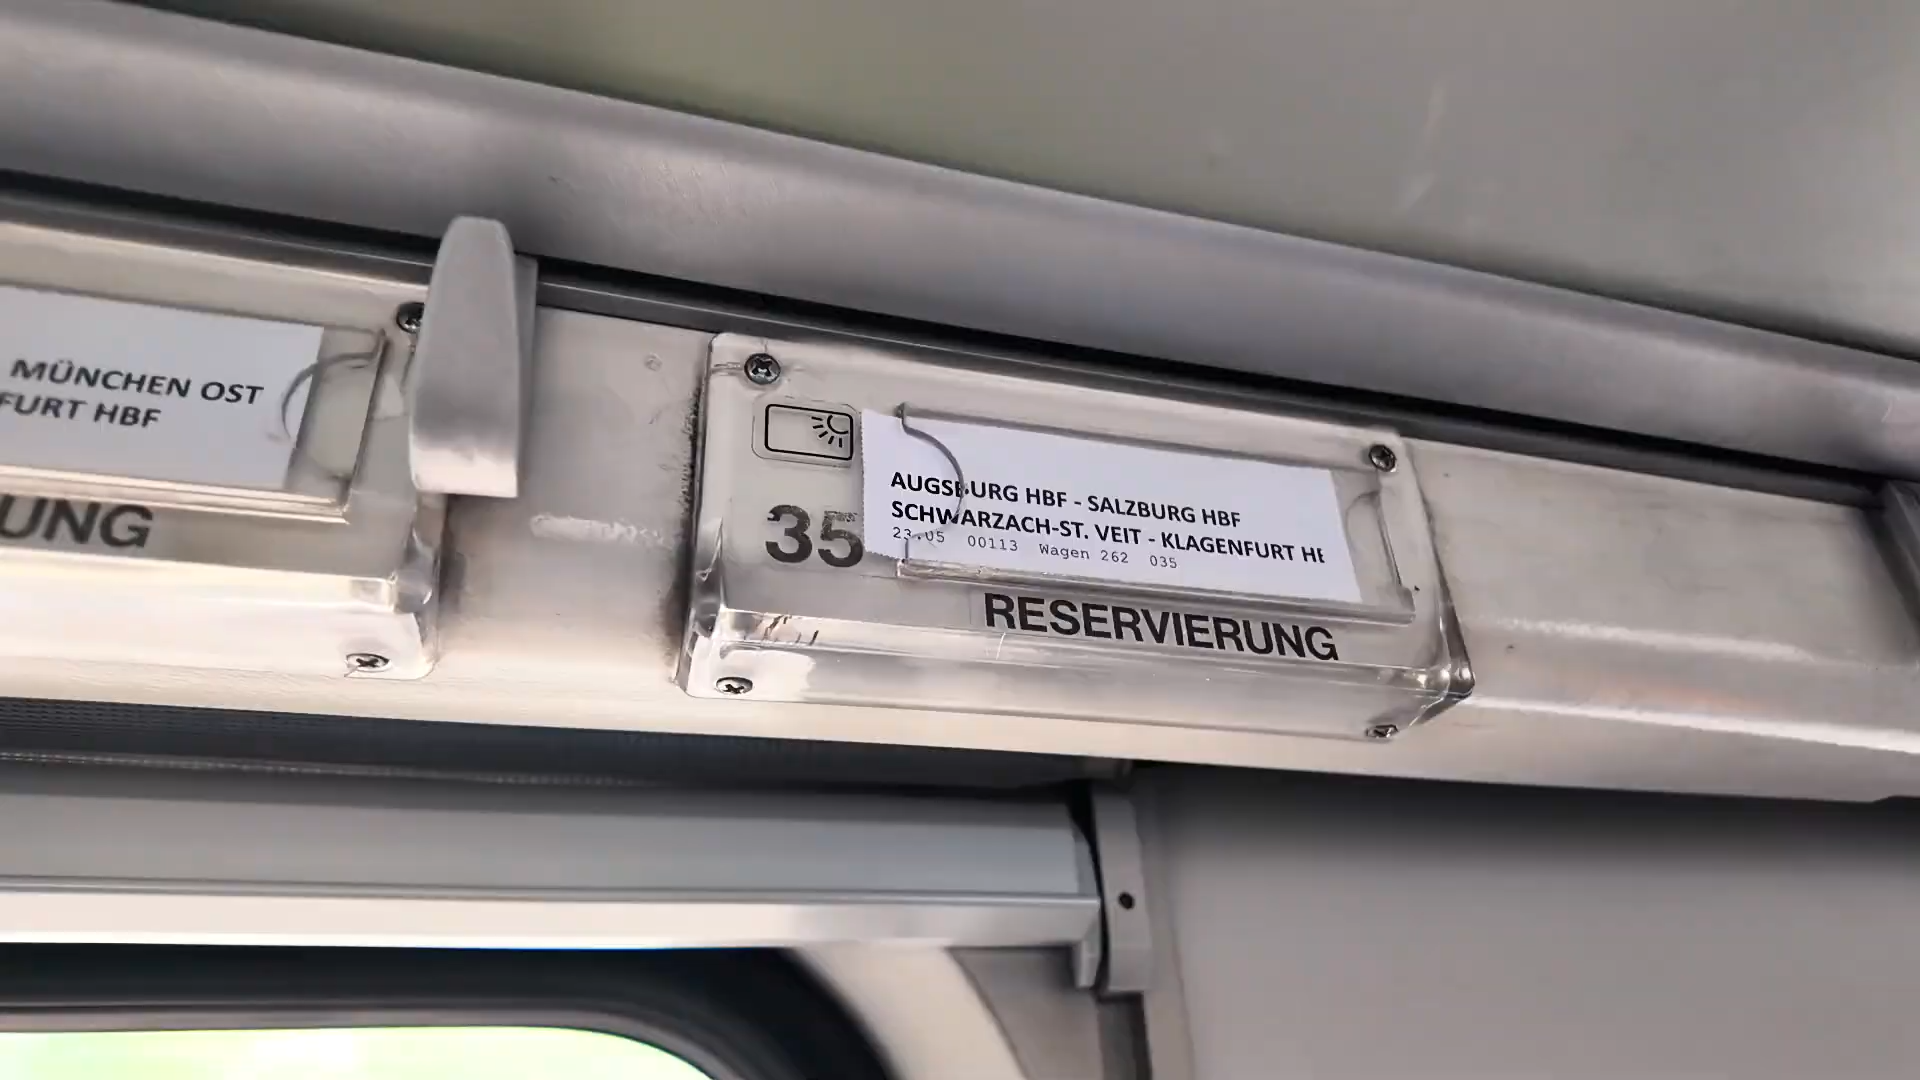 MÜNCHEN OST
FURT HBF
UNG
35
AUGSBURG HBF - SALZBURG HBF
SCHWARZACH-ST. VEIT - KLAGENFURT HB
23.05 00113 Wagen 262 035
RESERVIERUNG